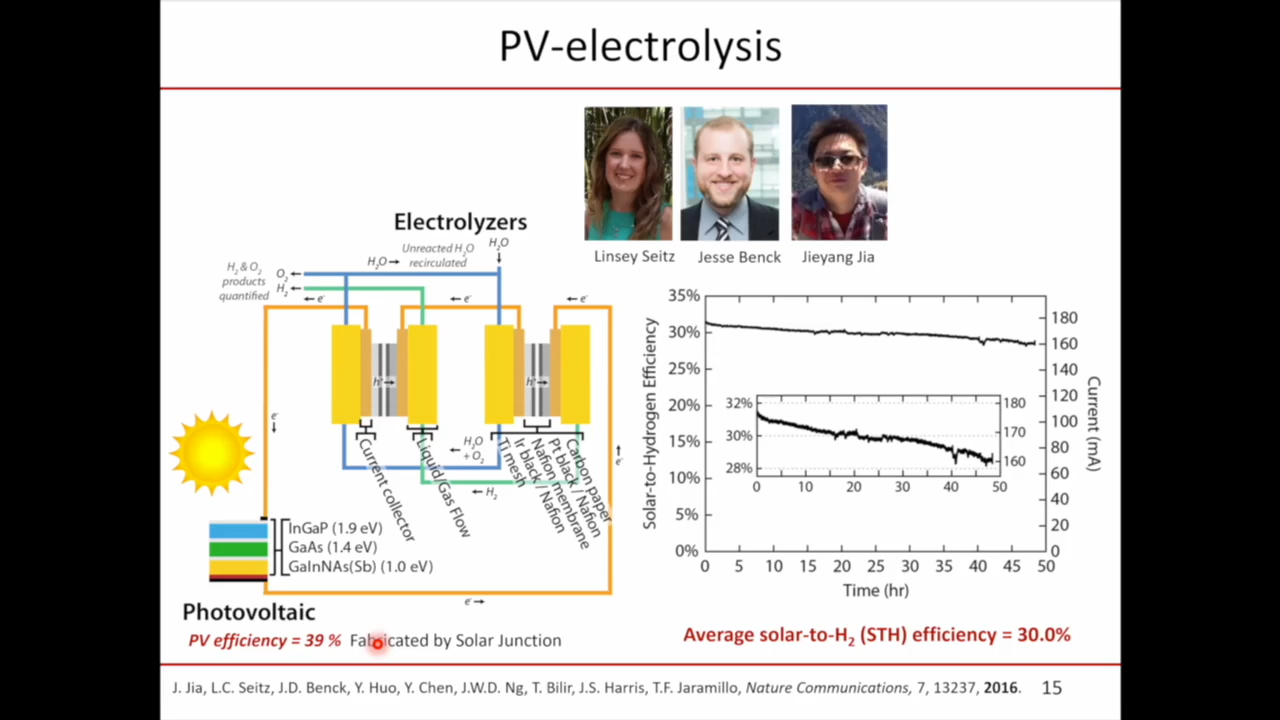 PV-electrolysis
Linsey Seitz
Jesse Benck
Jieyang Jia
Electrolyzers
H2O
Unreacted H2O
recirculated
H2O→
H2 & O2
products
quantified
O2←
H2←
←e-
←e-
←e-
h+→
h+→
e-
↓
↑
e-
←H2O
+ O2
←H2
Current collector
Liquid/Gas Flow
Ti mesh
Ir black / Nafion
Nafion membrane
Pt black / Nafion
Carbon paper
InGaP (1.9 eV)
GaAs (1.4 eV)
GaInNAs(Sb) (1.0 eV)
e-→
Photovoltaic
PV efficiency = 39 % Fabricated by Solar Junction
Solar-to-Hydrogen Efficiency
35%
30%
25%
20%
15%
10%
5%
0%
32%
30%
28%
180
170
160
0 10 20 30 40 50
180
160
140
120
100
80
60
40
20
0
Current (mA)
0 5 10 15 20 25 30 35 40 45 50
Time (hr)
Average solar-to-H2 (STH) efficiency = 30.0%
J. Jia, L.C. Seitz, J.D. Benck, Y. Huo, Y. Chen, J.W.D. Ng, T. Bilir, J.S. Harris, T.F. Jaramillo, Nature Communications, 7, 13237, 2016.
15